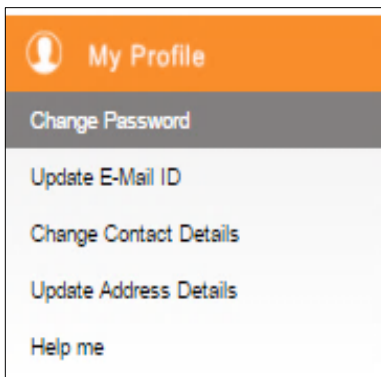 My Profile
Change Password
Update E-Mail ID
Change Contact Details
Update Address Details
Help me